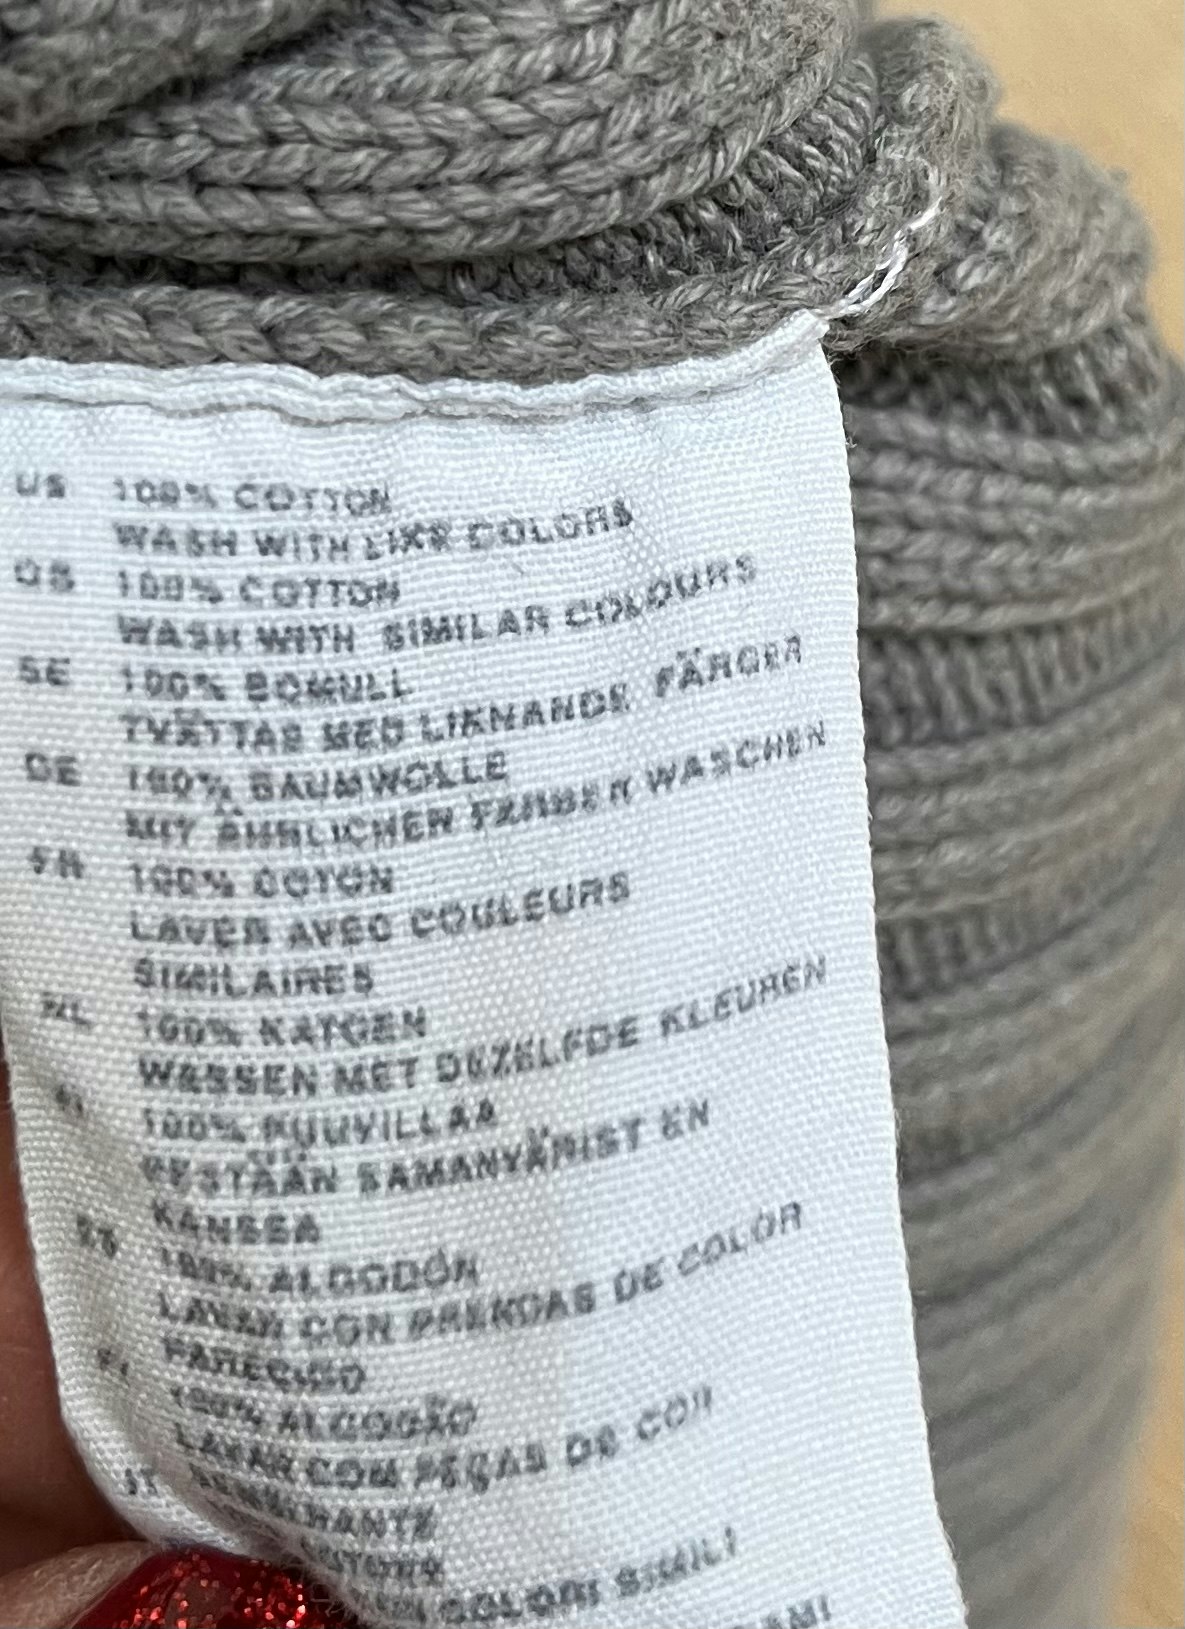 US 100% COTTON
WASH WITH LIKE COLORS
GB 100% COTTON
WASH WITH SIMILAR COLOURS
SE 100% BOMULL
TVÄTTAS MED LIKNANDE FÄRGER
DE 100% BAUMWOLLE
MIT ÄHNLICHEN FARBEN WASCHEN
FR 100% COTON
LAVER AVEC COULEURS
SIMILAIRES
NL 100% KATOEN
WASSEN MET DEZELFDE KLEUREN
FI 100% PUUVILLAA
PESTÄÄN SAMANVÄRIST EN
KANSSA
ES 100% ALGODÓN
LAVAR CON PRENDAS DE COLOR
PARECIDO
100% ALGODÃO
LAVAR COM PEÇAS DE COR
IT
COLORI SIMILI